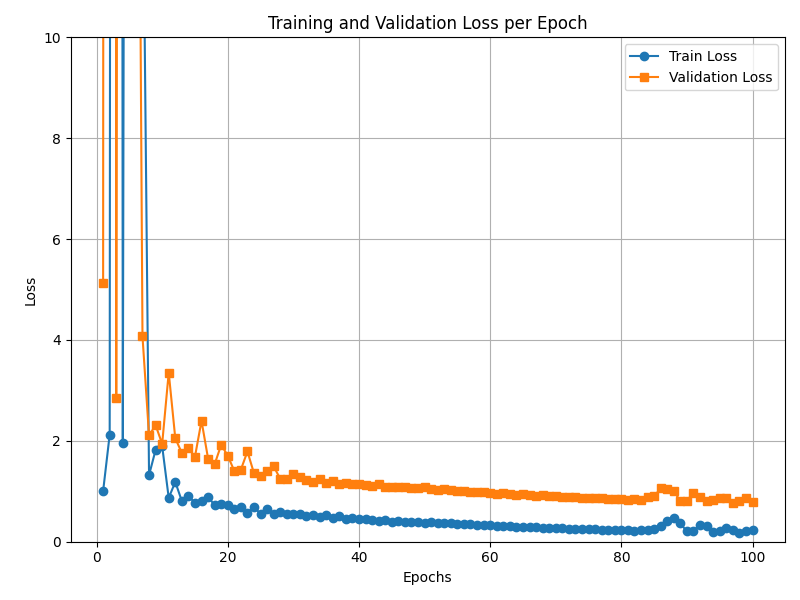 Training and Validation Loss per Epoch
Train Loss
Validation Loss
Loss
10
8
6
4
2
0
0 20 40 60 80 100
Epochs